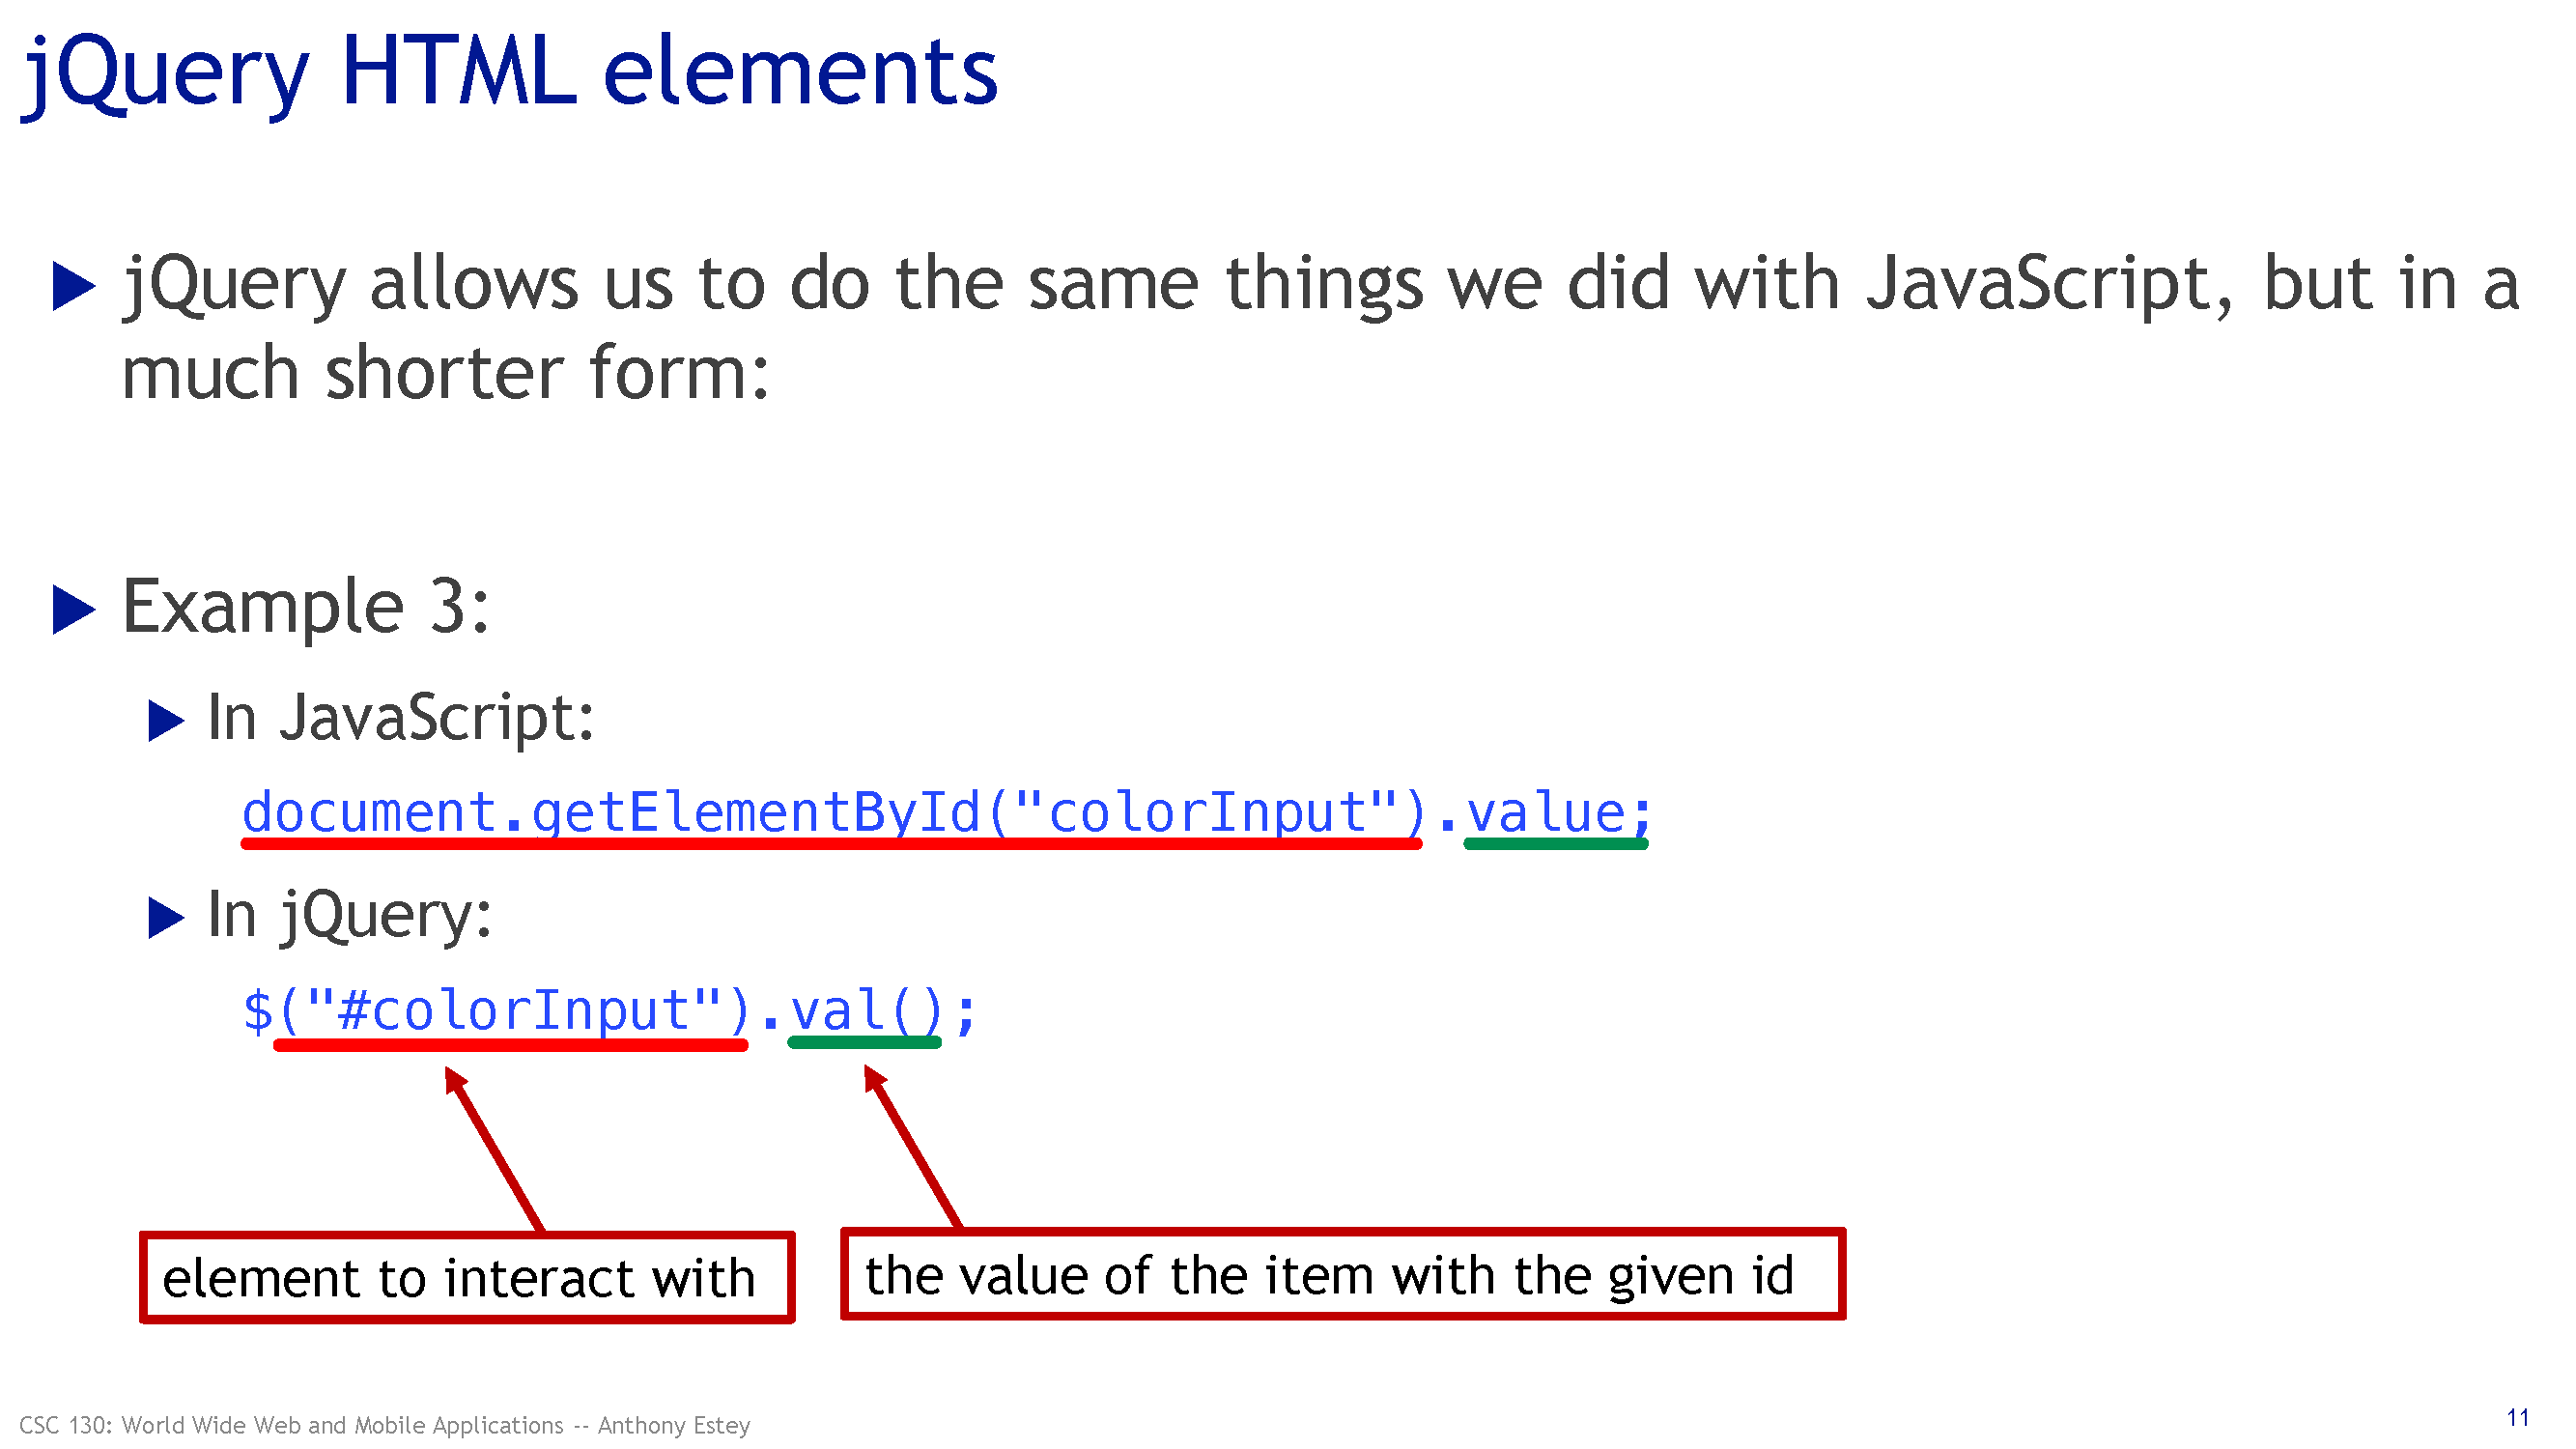 jQuery HTML elements
jQuery allows us to do the same things we did with JavaScript, but in a
much shorter form:
Example 3:
In JavaScript:
document.getElementById("colorInput").value;
In jQuery:
$("#colorInput").val();
element to interact with
the value of the item with the given id
CSC 130: World Wide Web and Mobile Applications -- Anthony Estey
11